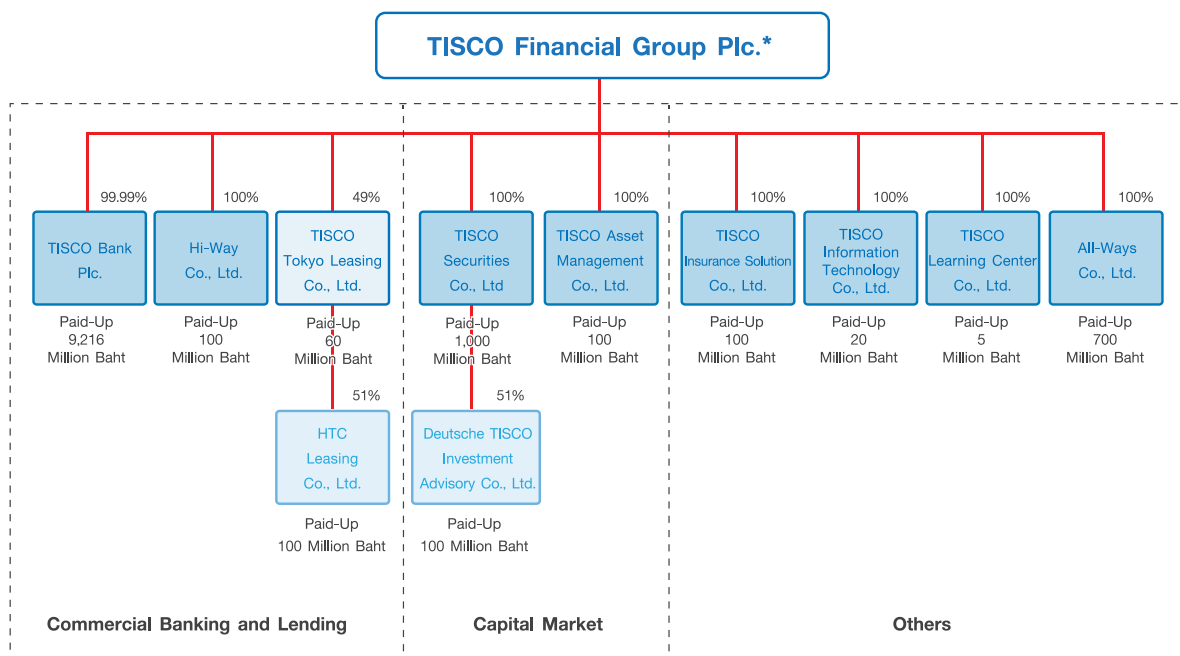 TISCO Financial Group Plc.*
99.99%
TISCO Bank
Plc.
Paid-Up
9,216
Million Baht
100%
Hi-Way
Co., Ltd.
Paid-Up
100
Million Baht
49%
TISCO
Tokyo Leasing
Co., Ltd.
Paid-Up
60
Million Baht
51%
HTC
Leasing
Co., Ltd.
Paid-Up
100 Million Baht
Commercial Banking and Lending
100%
TISCO
Securities
Co., Ltd
Paid-Up
1,000
Million Baht
51%
Deutsche TISCO
Investment
Advisory Co., Ltd.
Paid-Up
100 Million Baht
100%
TISCO Asset
Management
Co., Ltd.
Paid-Up
100
Million Baht
Capital Market
100%
TISCO
Insurance Solution
Co., Ltd.
Paid-Up
100
Million Baht
100%
TISCO
Information
Technology
Co., Ltd.
Paid-Up
20
Million Baht
100%
TISCO
Learning Center
Co., Ltd.
Paid-Up
5
Million Baht
100%
All-Ways
Co., Ltd.
Paid-Up
700
Million Baht
Others